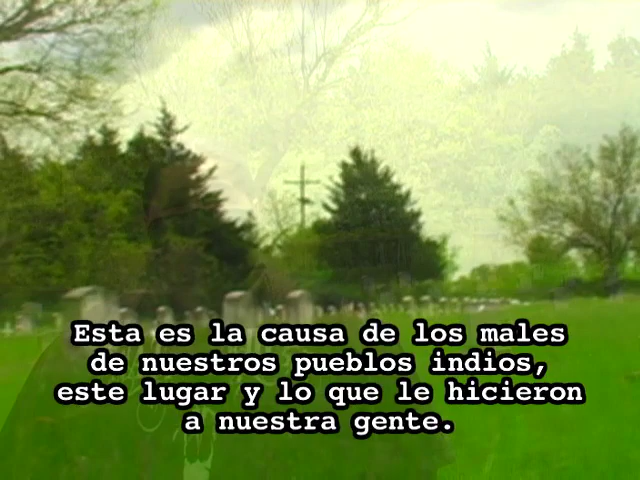 Esta es la causa de los males
de nuestros pueblos indios,
este lugar y lo que le hicieron
a nuestra gente.